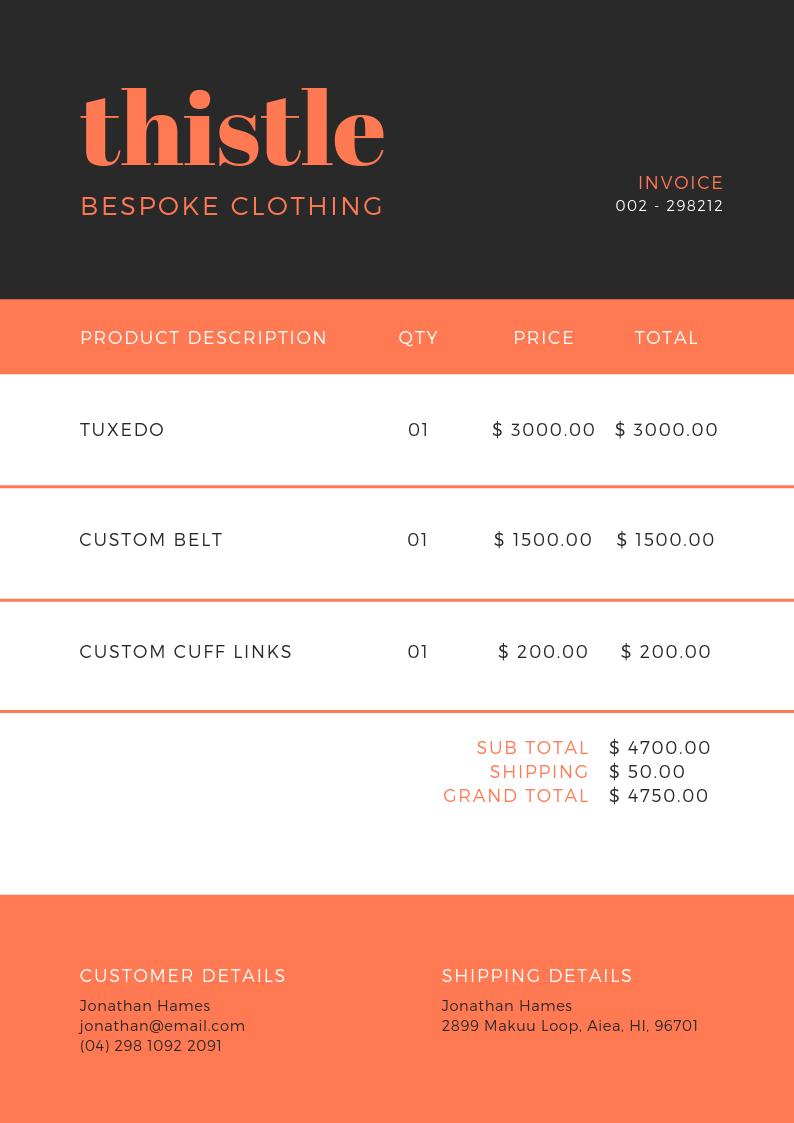 thistle
BESPOKE CLOTHING
INVOICE
002 - 298212
PRODUCT DESCRIPTION QTY PRICE TOTAL
TUXEDO 01 $ 3000.00 $ 3000.00
CUSTOM BELT 01 $ 1500.00 $ 1500.00
CUSTOM CUFF LINKS 01 $ 200.00 $ 200.00
SUB TOTAL $ 4700.00
SHIPPING $ 50.00
GRAND TOTAL $ 4750.00
CUSTOMER DETAILS
Jonathan Hames
jonathan@email.com
(04) 298 1092 2091
SHIPPING DETAILS
Jonathan Hames
2899 Makuu Loop, Aiea, HI, 96701